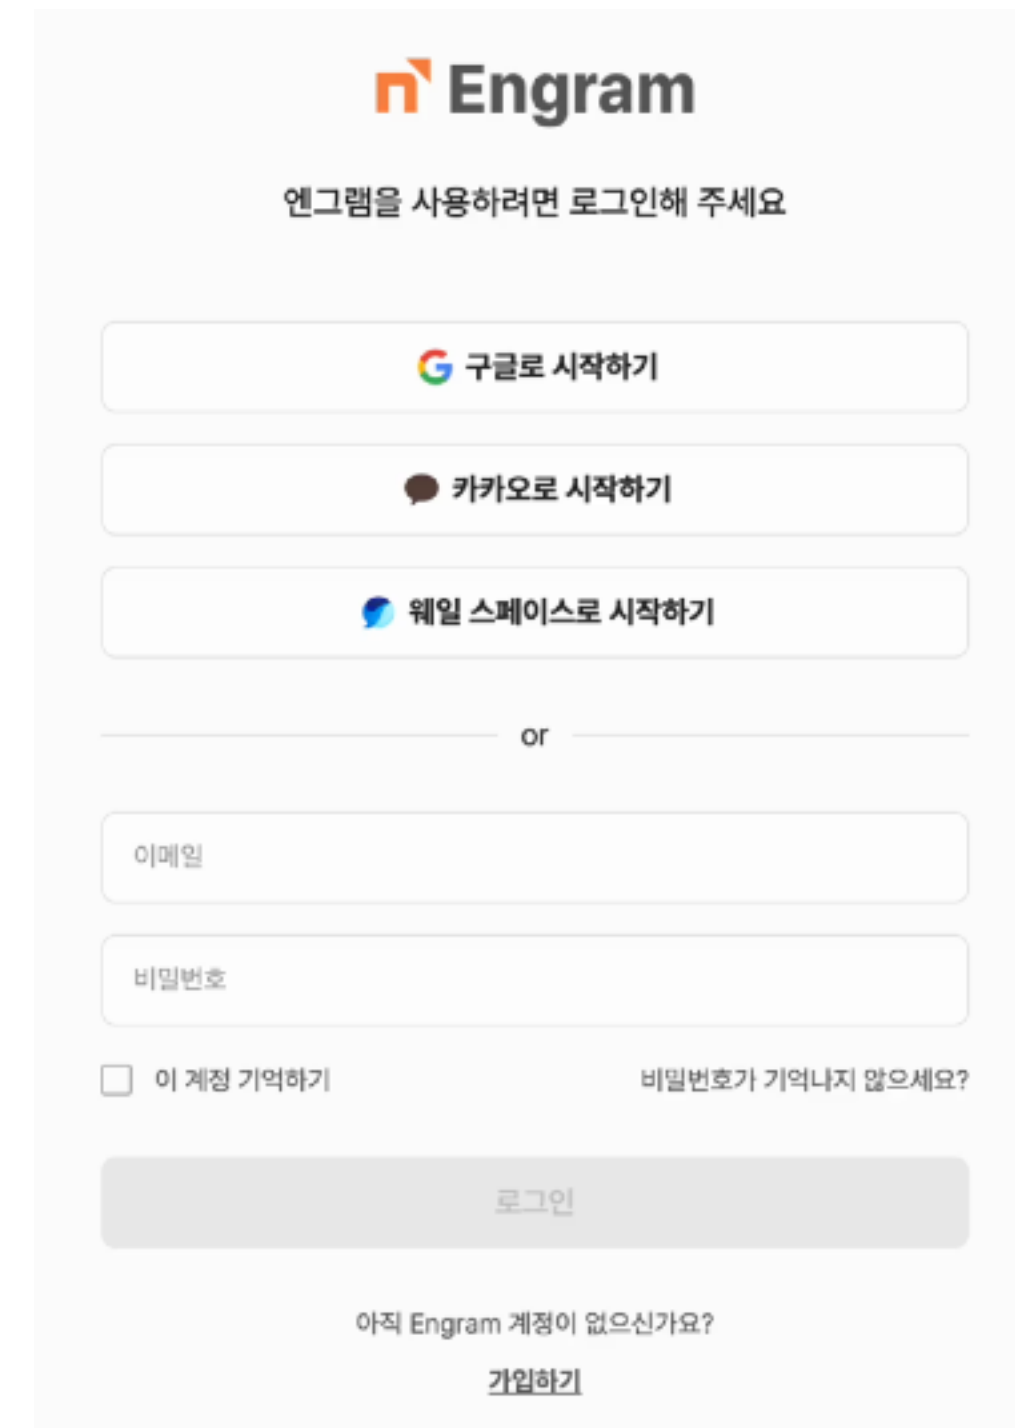 Engram
엔그램을 사용하려면 로그인해 주세요
구글로 시작하기
카카오로 시작하기
웨일 스페이스로 시작하기
or
이메일
비밀번호
이 계정 기억하기 비밀번호가 기억나지 않으세요?
로그인
아직 Engram 계정이 없으신가요?
가입하기